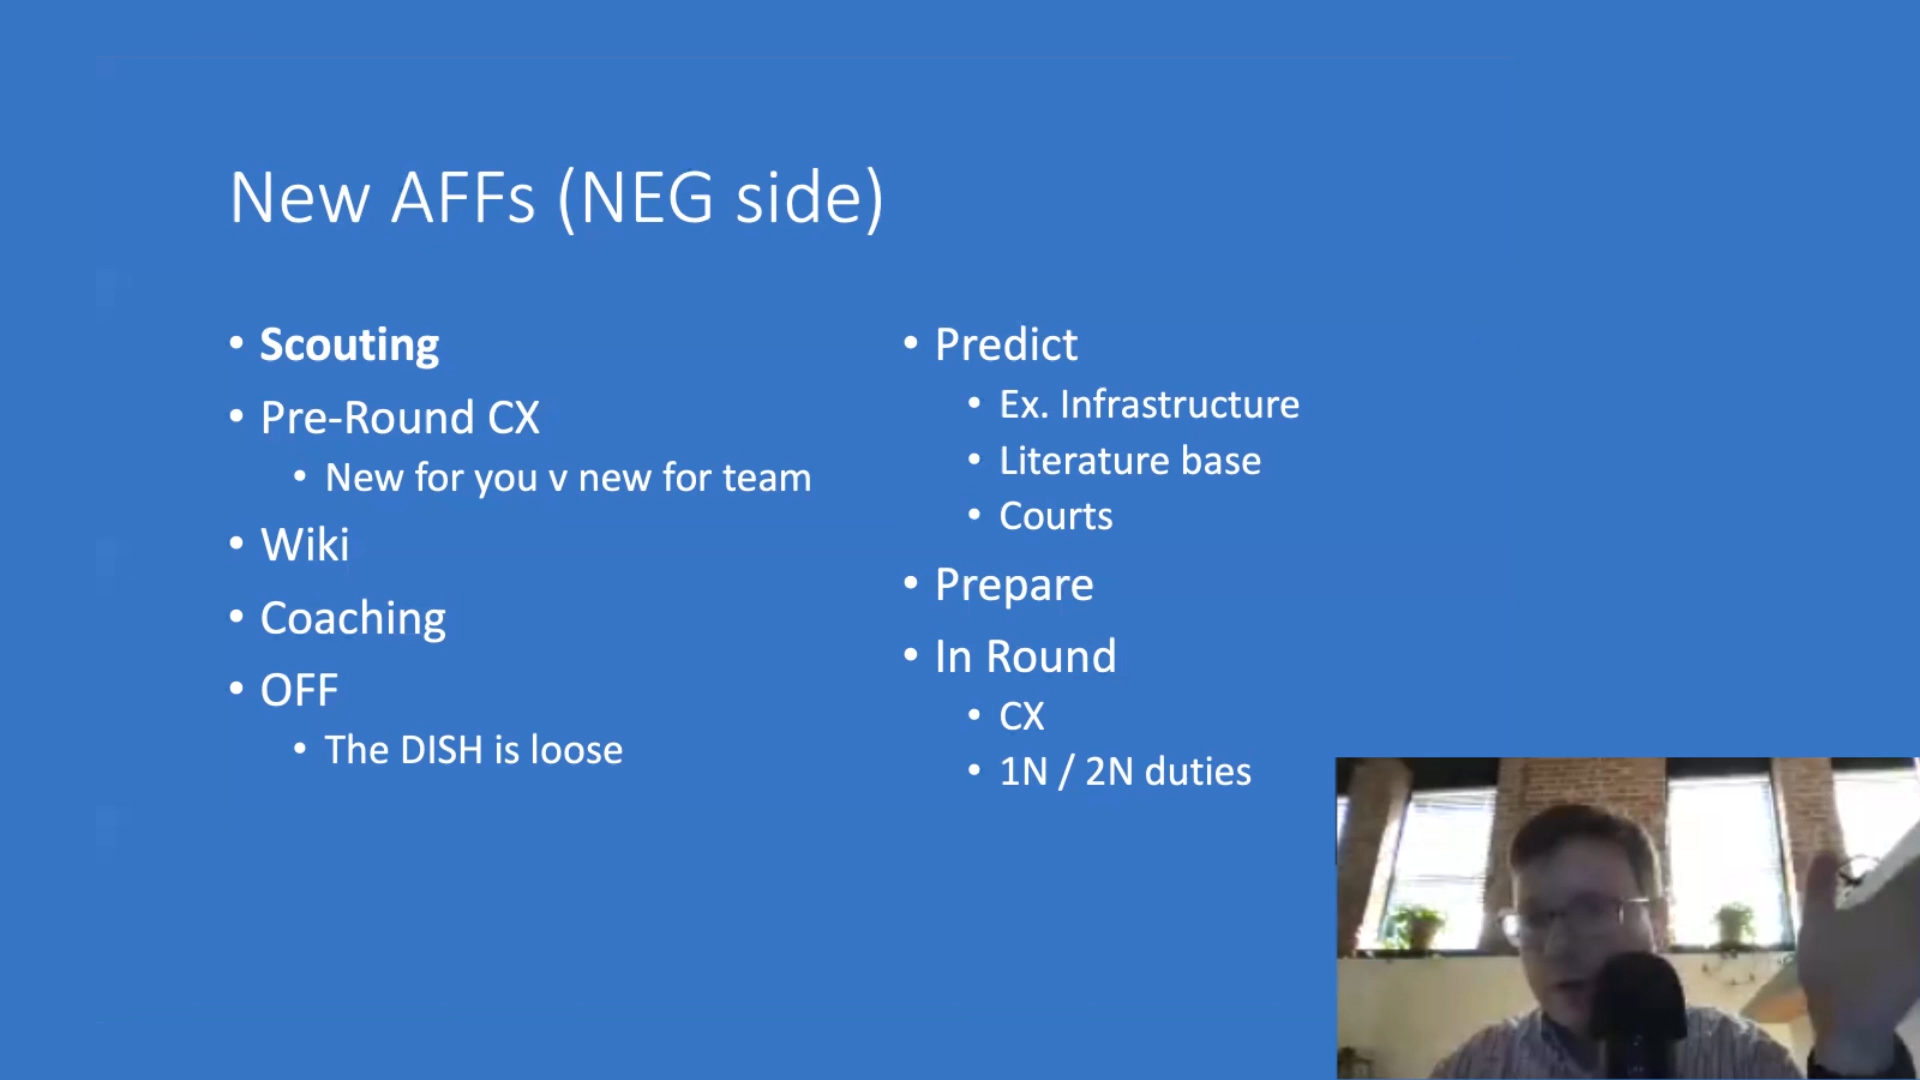 New AFFs (NEG side)
• Scouting
• Pre-Round CX
• New for you v new for team
• Wiki
• Coaching
• OFF
• The DISH is loose
• Predict
• Ex. Infrastructure
• Literature base
• Courts
• Prepare
• In Round
• CX
• 1N / 2N duties